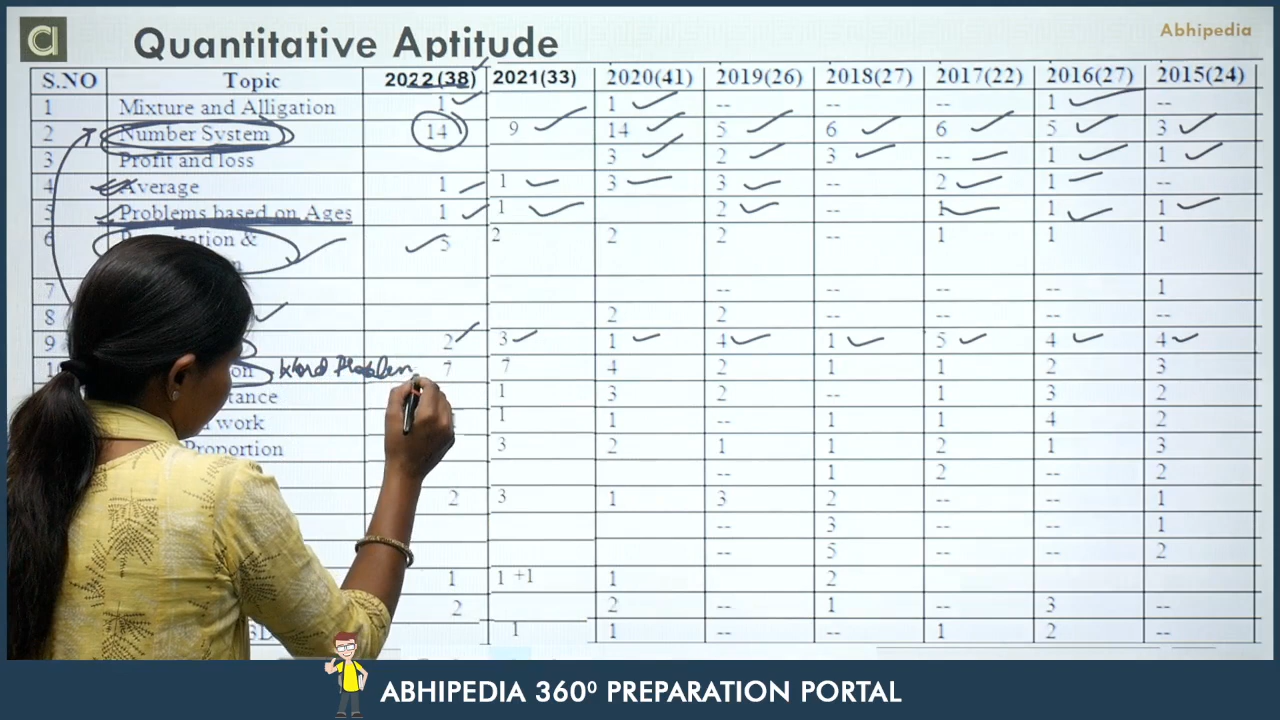 Quantitative Aptitude
Abhipedia
S.NO Topic 2022(38) 2021(33) 2020(41) 2019(26) 2018(27) 2017(22) 2016(27) 2015(24)
1 Mixture and Alligation 1 1 -- -- -- 1 --
2 Number System 14 9 14 5 6 6 5 3
3 Profit and loss 3 2 3 -- 1 1
4 Average 1 1 3 3 -- 2 1 --
5 Problems based on Ages 1 1 2 -- 1 1 1
6 & 5 2 2 2 -- 1 1 1
7 -- -- -- -- 1
8 2 2 -- -- -- --
9 2 3 1 4 1 5 4 4
Word Problem 7 7 4 2 1 1 2 3
1 3 2 -- 1 3 2
work 1 1 -- 1 1 4 2
Proportion 3 2 1 1 2 1 3
-- 1 2 -- 2
2 3 1 3 2 -- -- 1
-- 3 -- -- 1
-- 5 -- -- 2
1 1 +1 1 2
2 2 -- 1 -- 3 --
3D 1 1 -- -- 1 2 --
ABHIPEDIA 360⁰ PREPARATION PORTAL